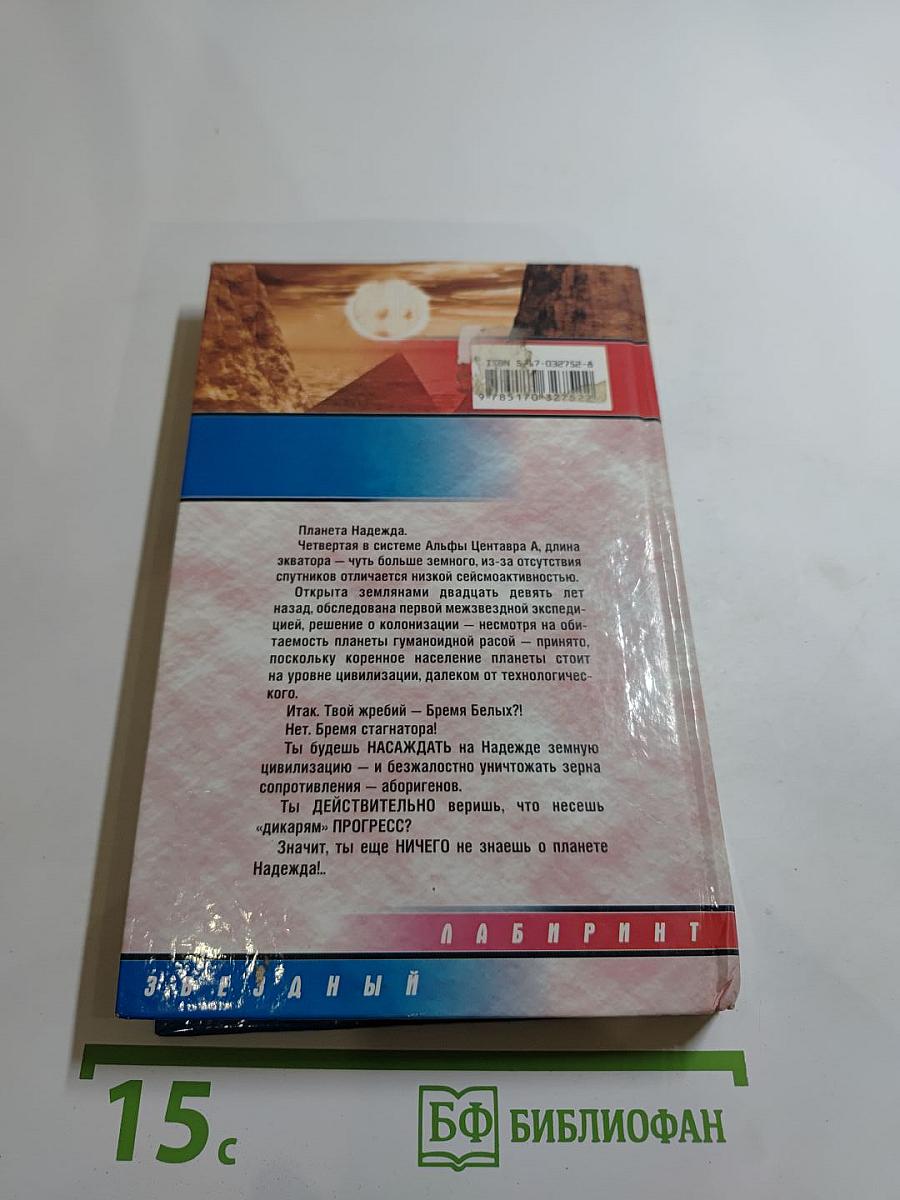 ISBN 5-17-032752-8
9 785170 327522
Планета Надежда.
Четвертая в системе Альфы Центавра А, длина
экватора — чуть больше земного, из-за отсутствия
спутников отличается низкой сейсмоактивностью.
Открыта землянами двадцать девять лет
назад, обследована первой межзвездной экспеди-
цией, решение о колонизации — несмотря на оби-
таемость планеты гуманоидной расой — принято,
поскольку коренное население планеты стоит
на уровне цивилизации, далеком от технологичес-
кого.
Итак. Твой жребий — Бремя Белых?!
Нет. Бремя стагнатора!
Ты будешь НАСАЖДАТЬ на Надежде земную
цивилизацию — и безжалостно уничтожать зерна
сопротивления — аборигенов.
Ты ДЕЙСТВИТЕЛЬНО веришь, что несешь
«дикарям» ПРОГРЕСС?
Значит, ты еще НИЧЕГО не знаешь о планете
Надежда!..
ЛАБИРИНТ
ЗВЕЗДНЫЙ
15 с
БФ БИБЛИОФАН